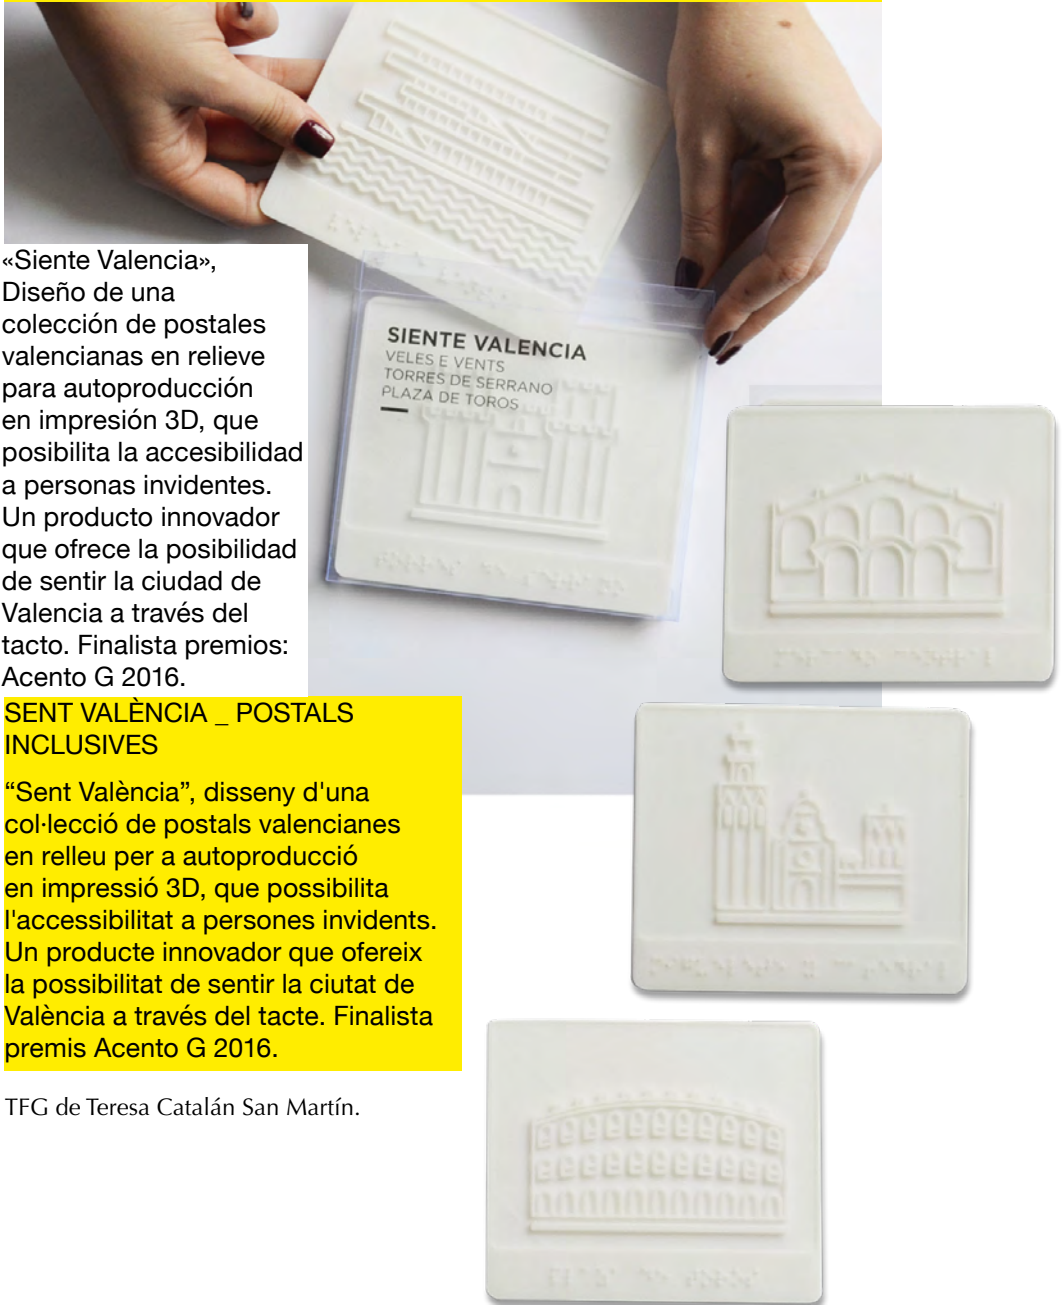 «Siente Valencia»,
Diseño de una
colección de postales
valencianas en relieve
para autoproducción
en impresión 3D, que
posibilita la accesibilidad
a personas invidentes.
Un producto innovador
que ofrece la posibilidad
de sentir la ciudad de
Valencia a través del
tacto. Finalista premios:
Acento G 2016.
SENT VALÈNCIA _ POSTALS
INCLUSIVES
“Sent València”, disseny d'una
col·lecció de postals valencianes
en relleu per a autoproducció
en impressió 3D, que possibilita
l'accessibilitat a persones invidents.
Un producte innovador que ofereix
la possibilitat de sentir la ciutat de
València a través del tacte. Finalista
premis Acento G 2016.
TFG de Teresa Catalán San Martín.
SIENTE VALENCIA
VELES E VENTS
TORRES DE SERRANO
PLAZA DE TOROS